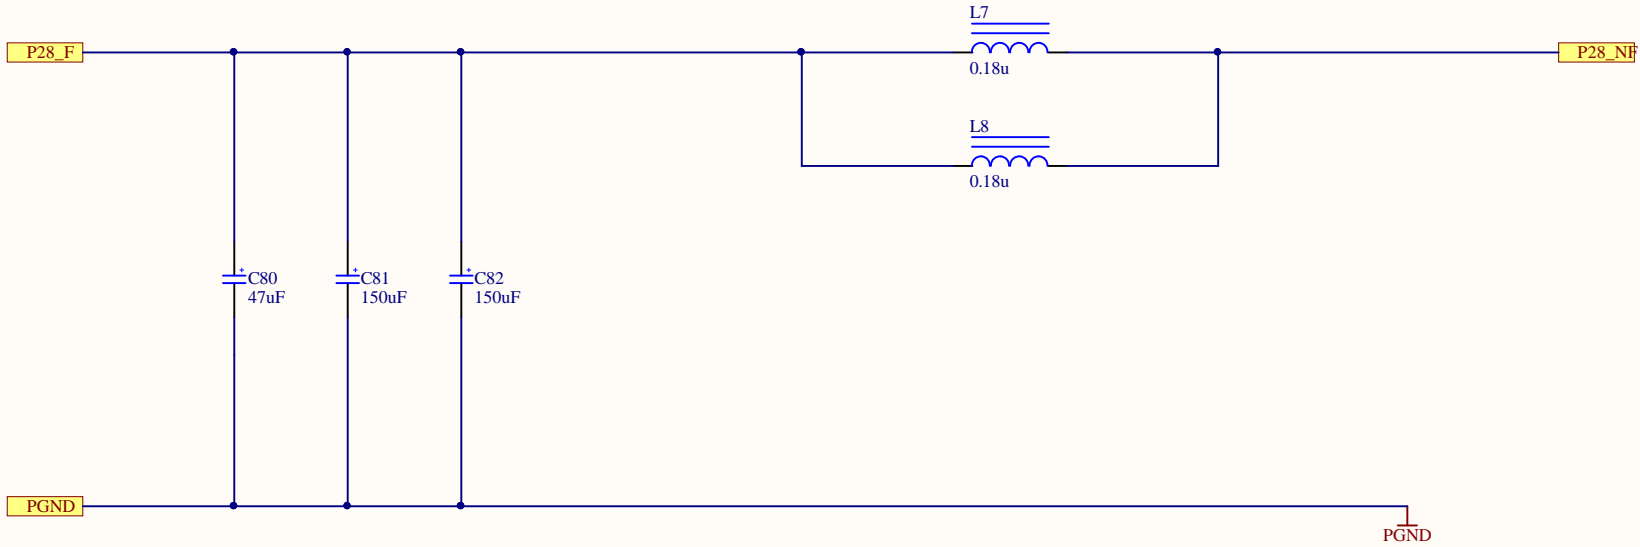 L7
P28_F
P28_NF
0.18u
L8
0.18u
C80
47uF
C81
150uF
C82
150uF
PGND
PGND